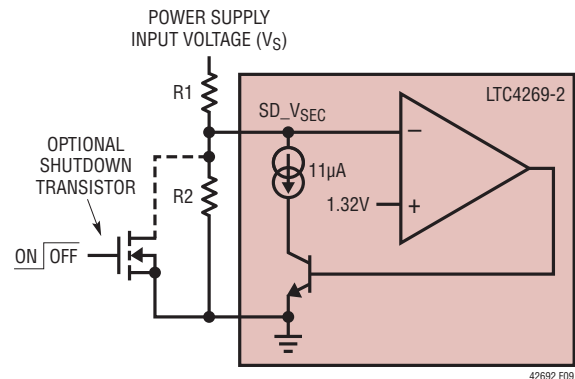 POWER SUPPLY
INPUT VOLTAGE (VS)
R1
LTC4269-2
SD_VSEC
OPTIONAL
SHUTDOWN
TRANSISTOR
11µA
R2
1.32V
−
+
ON OFF
42692 F09